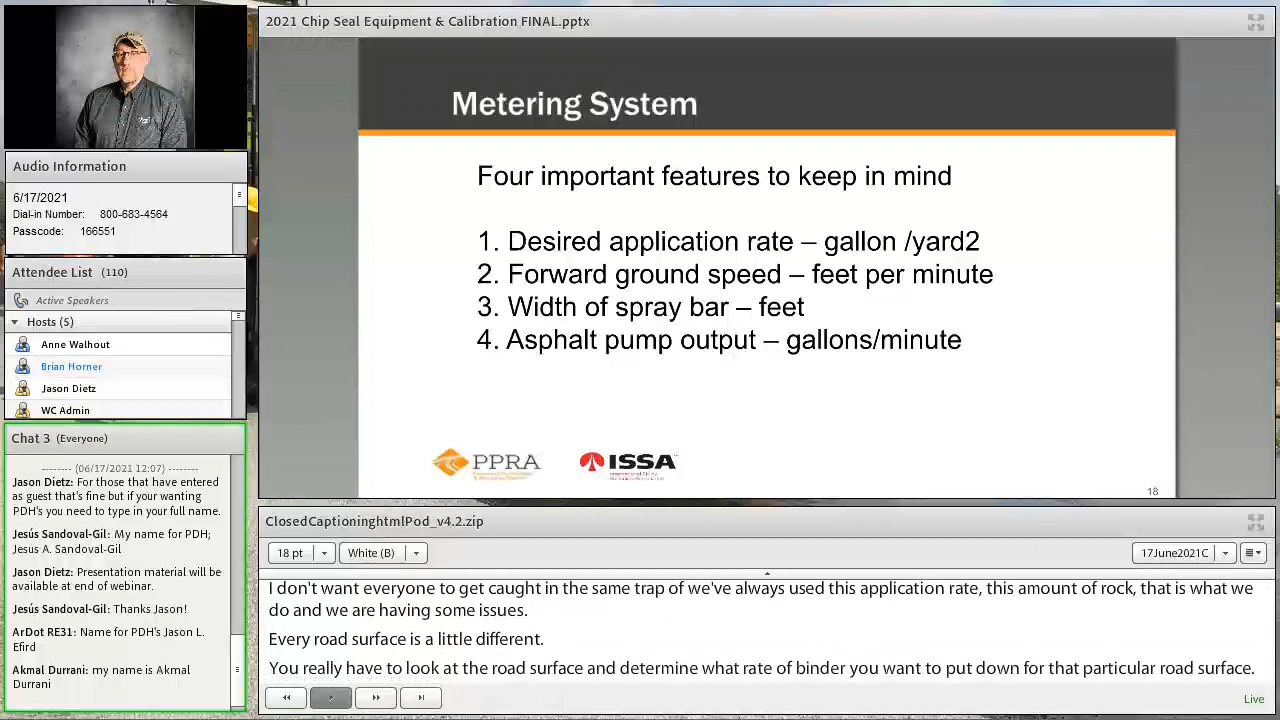 2021 Chip Seal Equipment & Calibration FINAL.pptx
Metering System
Four important features to keep in mind
1. Desired application rate – gallon /yard2
2. Forward ground speed – feet per minute
3. Width of spray bar – feet
4. Asphalt pump output – gallons/minute
PPRA
ISSA
18
Audio Information
6/17/2021
Dial-in Number: 800-683-4564
Passcode: 166551
Attendee List (110)
Active Speakers
Hosts (5)
Anne Walhout
Brian Horner
Jason Dietz
WC Admin
Chat 3 (Everyone)
-------- (06/17/2021 12:07) --------
Jason Dietz: For those that have entered
as guest that's fine but if your wanting
PDH's you need to type in your full name.
Jesús Sandoval-Gil: My name for PDH;
Jesus A. Sandoval-Gil
Jason Dietz: Presentation material will be
available at end of webinar.
Jesús Sandoval-Gil: Thanks Jason!
ArDot RE31: Name for PDH's Jason L.
Efird
Akmal Durrani: my name is Akmal
Durrani
ClosedCaptioninghtmlPod_v4.2.zip
18 pt
White (B)
17June2021C
I don't want everyone to get caught in the same trap of we've always used this application rate, this amount of rock, that is what we
do and we are having some issues.
Every road surface is a little different.
You really have to look at the road surface and determine what rate of binder you want to put down for that particular road surface.
Live